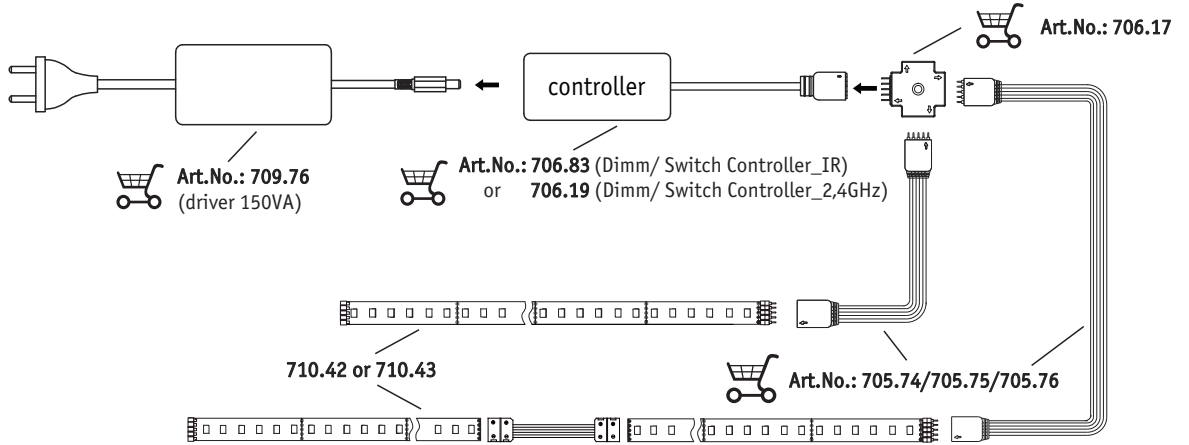 Art.No.: 706.17
controller
Art.No.: 709.76
(driver 150VA)
Art.No.: 706.83 (Dimm/ Switch Controller_IR)
or 706.19 (Dimm/ Switch Controller_2,4GHz)
710.42 or 710.43
Art.No.: 705.74/705.75/705.76